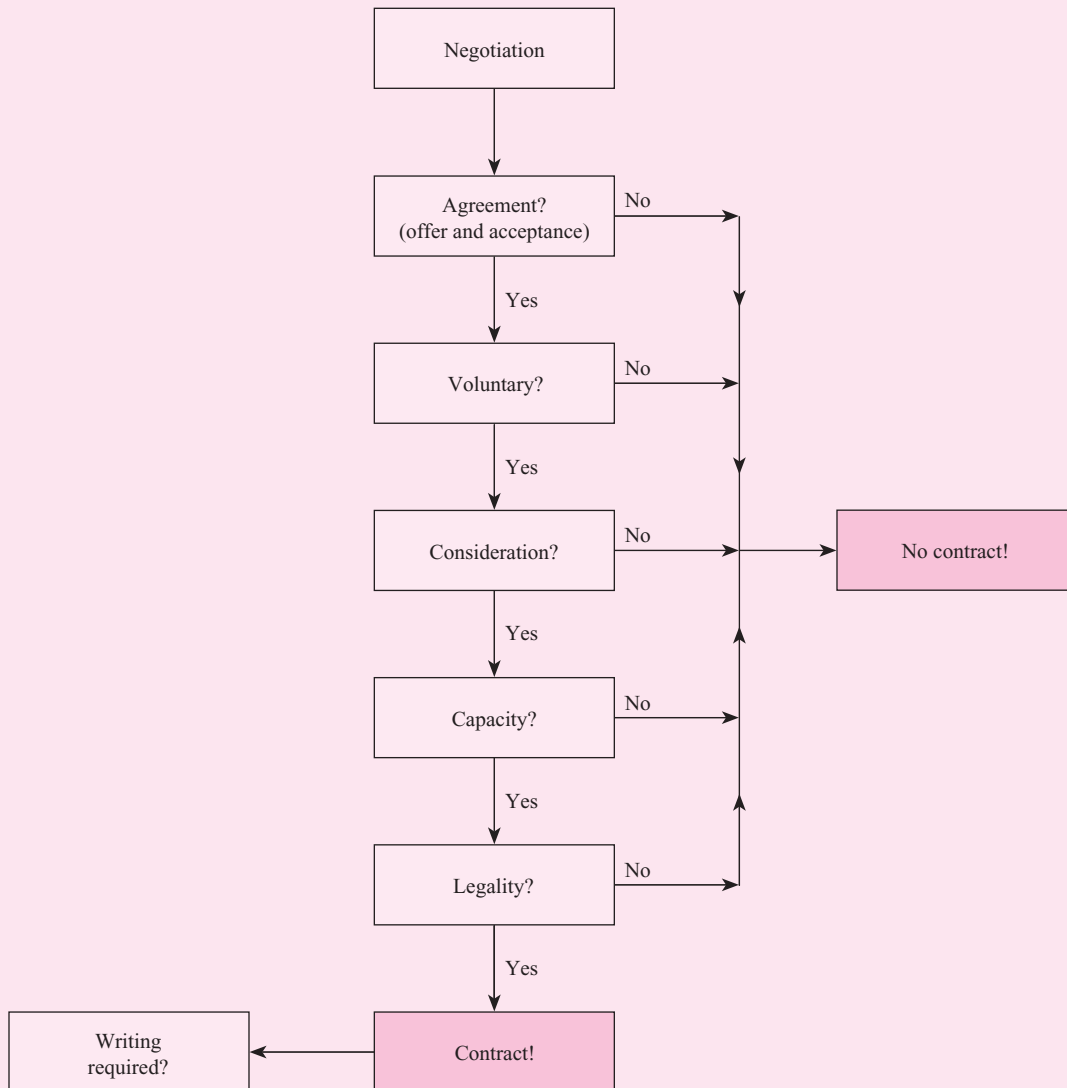 Negotiation
Agreement?
(offer and acceptance)
No
Yes
Voluntary?
No
Yes
Consideration?
No
No contract!
Yes
Capacity?
No
Yes
Legality?
No
Yes
Writing
required?
Contract!